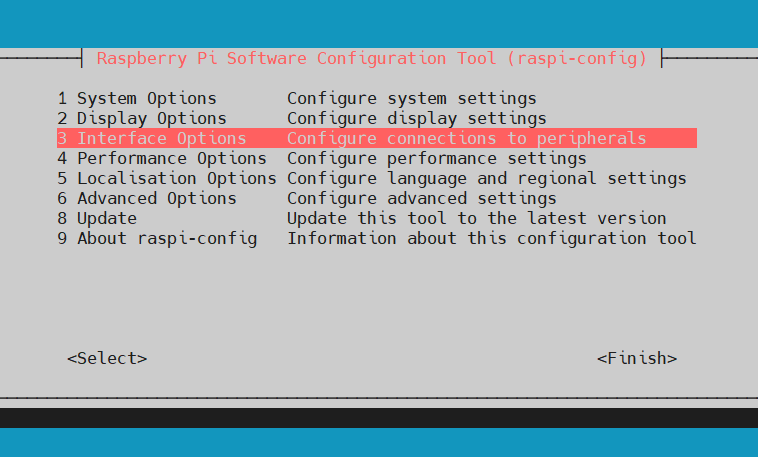 Raspberry Pi Software Configuration Tool (raspi-config)
1 System Options Configure system settings
2 Display Options Configure display settings
3 Interface Options Configure connections to peripherals
4 Performance Options Configure performance settings
5 Localisation Options Configure language and regional settings
6 Advanced Options Configure advanced settings
8 Update Update this tool to the latest version
9 About raspi-config Information about this configuration tool
<Select> <Finish>